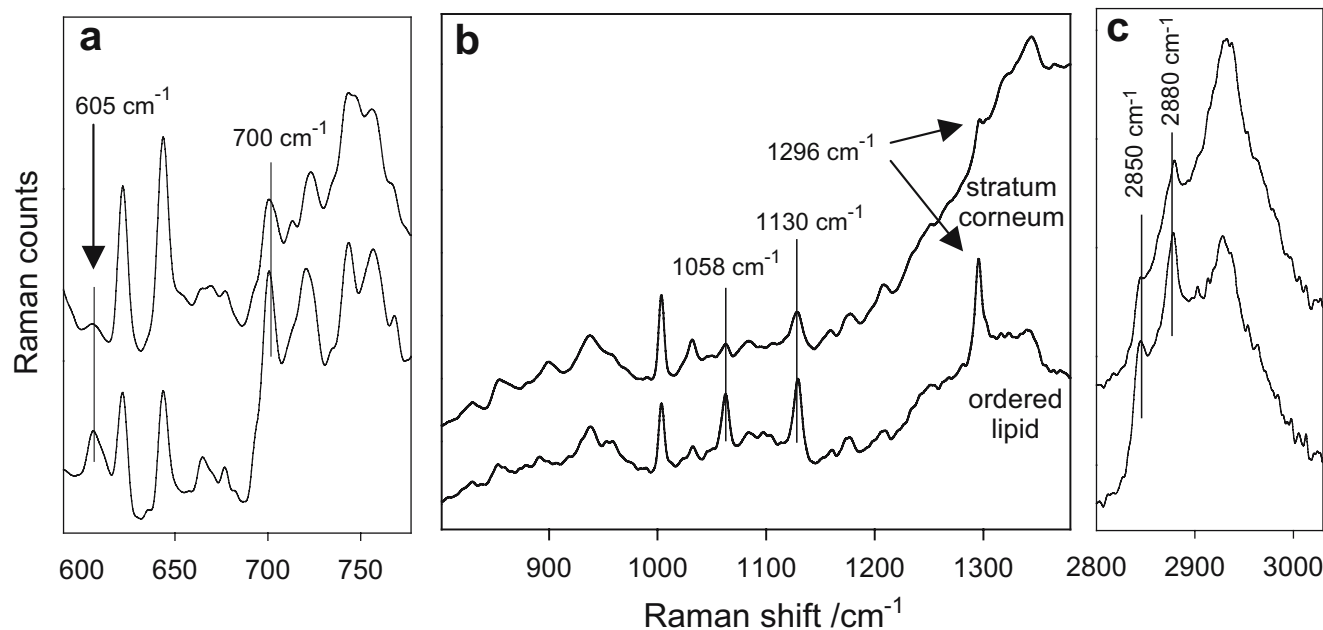 a
605 cm-1
700 cm-1
b
1296 cm-1
stratum
corneum
1130 cm-1
1058 cm-1
ordered
lipid
c
2850 cm-1
2880 cm-1
Raman counts
600 650 700 750
900 1000 1100 1200 1300
2800 2900 3000
Raman shift /cm-1